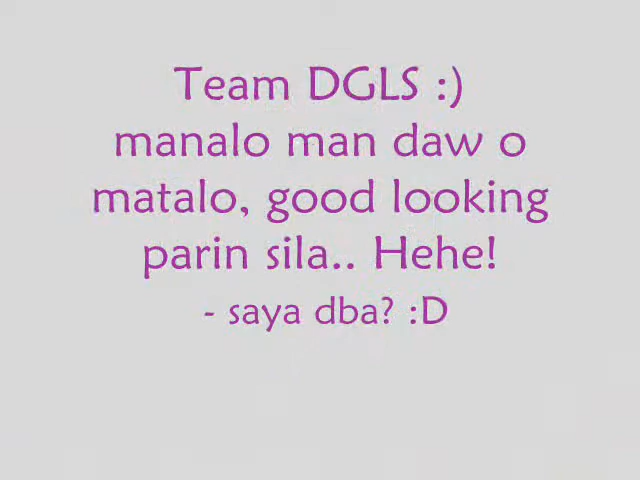 Team DGLS :)
manalo man daw o
matalo, good looking
parin sila.. Hehe!
- saya dba? :D